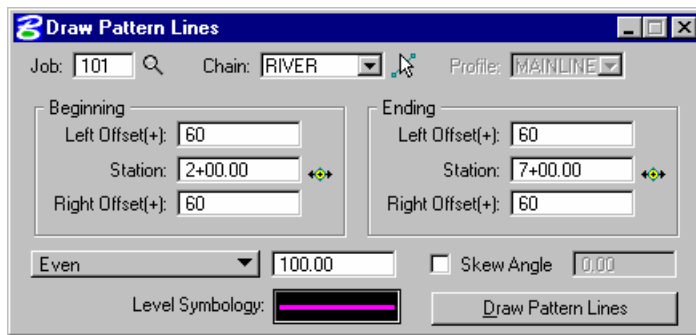 Draw Pattern Lines
Job: 101 Chain: RIVER Profile: MAINLINE
Beginning
Left Offset(+): 60
Station: 2+00.00
Right Offset(+): 60
Ending
Left Offset(+): 60
Station: 7+00.00
Right Offset(+): 60
Even 100.00 Skew Angle 0.00
Level Symbology: Draw Pattern Lines